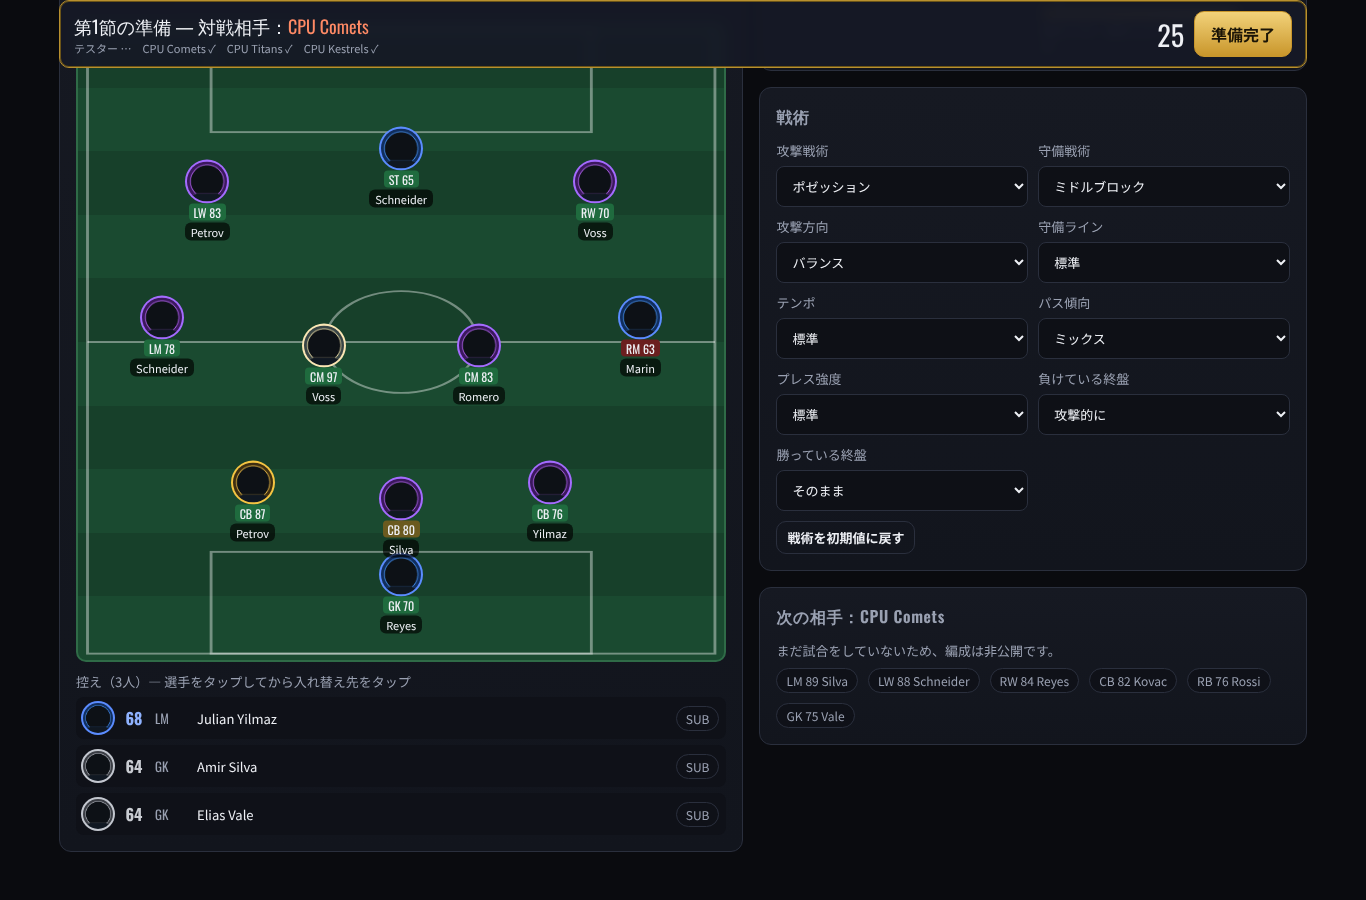 第1節の準備 — 対戦相手：CPU Comets
テスター ··· CPU Comets ✓ CPU Titans ✓ CPU Kestrels ✓
25
準備完了
ST 65
Schneider
LW 83
Petrov
RW 70
Voss
LM 78
Schneider
CM 97
Voss
CM 83
Romero
RM 63
Marin
CB 87
Petrov
CB 80
Silva
CB 76
Yilmaz
GK 70
Reyes
控え（3人）— 選手をタップしてから入れ替え先をタップ
68 LM Julian Yilmaz SUB
64 GK Amir Silva SUB
64 GK Elias Vale SUB
戦術
攻撃戦術 守備戦術
ポゼッション ミドルブロック
攻撃方向 守備ライン
バランス 標準
テンポ パス傾向
標準 ミックス
プレス強度 負けている終盤
標準 攻撃的に
勝っている終盤
そのまま
戦術を初期値に戻す
次の相手：CPU Comets
まだ試合をしていないため、編成は非公開です。
LM 89 Silva LW 88 Schneider RW 84 Reyes CB 82 Kovac RB 76 Rossi
GK 75 Vale